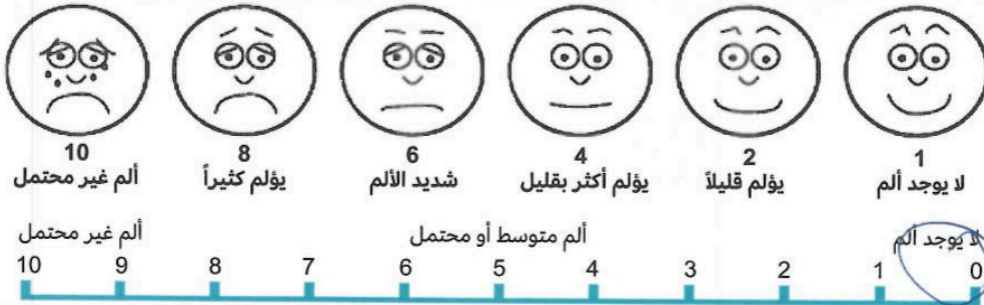 1 2 4 6 8 10
لا يوجد ألم يؤلم قليلاً يؤلم أكثر بقليل شديد الألم يؤلم كثيراً ألم غير محتمل
لا يوجد ألم ألم متوسط أو محتمل ألم غير محتمل
0 1 2 3 4 5 6 7 8 9 10